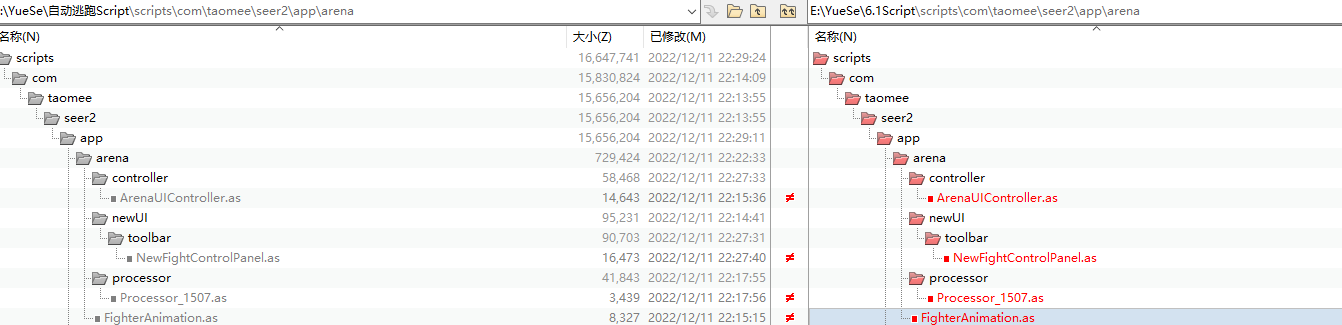 :\YueSe\自动逃跑Script\scripts\com\taomee\seer2\app\arena E:\YueSe\6.1Script\scripts\com\taomee\seer2\app\arena
名称(N) 大小(Z) 已修改(M) 名称(N)
scripts 16,647,741 2022/12/11 22:29:24 scripts
com 15,830,824 2022/12/11 22:14:09 com
taomee 15,656,204 2022/12/11 22:13:55 taomee
seer2 15,656,204 2022/12/11 22:13:55 seer2
app 15,656,204 2022/12/11 22:29:11 app
arena 729,424 2022/12/11 22:22:33 arena
controller 58,468 2022/12/11 22:27:33 controller
ArenaUIController.as 14,643 2022/12/11 22:15:36 ≠ ArenaUIController.as
newUI 95,231 2022/12/11 22:14:41 newUI
toolbar 90,703 2022/12/11 22:27:31 toolbar
NewFightControlPanel.as 16,473 2022/12/11 22:27:40 ≠ NewFightControlPanel.as
processor 41,843 2022/12/11 22:17:55 processor
Processor_1507.as 3,439 2022/12/11 22:17:56 ≠ Processor_1507.as
FighterAnimation.as 8,327 2022/12/11 22:15:15 ≠ FighterAnimation.as